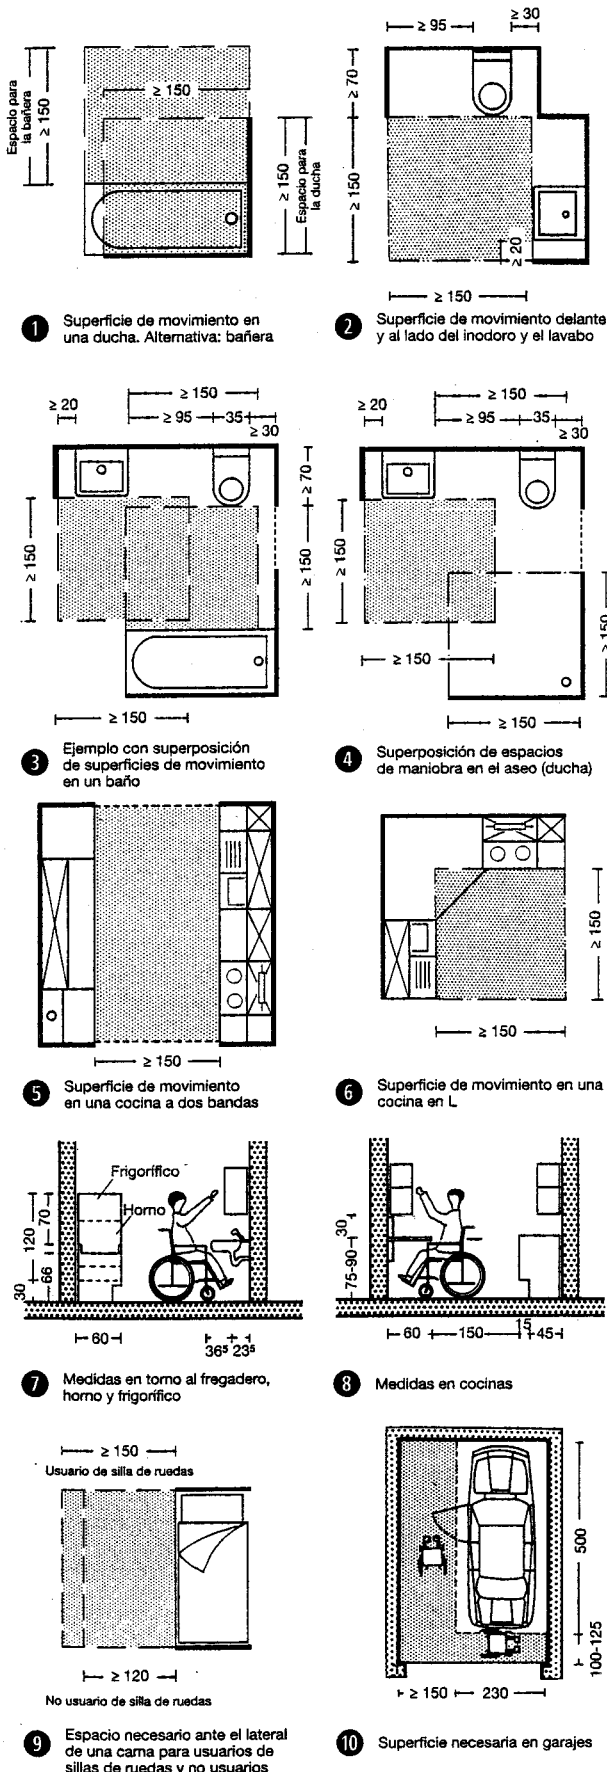 ≥ 150
Espacio para
la bañera
≥ 150
≥ 150
Espacio para
la ducha
1 Superficie de movimiento en
una ducha. Alternativa: bañera
≥ 95
≥ 30
≥ 70
≥ 150
≥ 20
≥ 150
2 Superficie de movimiento delante
y al lado del inodoro y el lavabo
≥ 150
≥ 20
≥ 95
35
≥ 30
≥ 70
≥ 150
≥ 150
≥ 150
3 Ejemplo con superposición
de superficies de movimiento
en un baño
≥ 150
≥ 20
≥ 95
35
≥ 30
≥ 150
≥ 150
≥ 150
≥ 150
4 Superposición de espacios
de maniobra en el aseo (ducha)
≥ 150
5 Superficie de movimiento
en una cocina a dos bandas
≥ 150
≥ 150
6 Superficie de movimiento en una
cocina en L
Frigorífico
Horno
120
70
66
30
60
36⁵
23⁵
7 Medidas en torno al fregadero,
horno y frigorífico
30
75-90
60
150
15
45
8 Medidas en cocinas
≥ 150
Usuario de silla de ruedas
≥ 120
No usuario de silla de ruedas
9 Espacio necesario ante el lateral
de una cama para usuarios de
sillas de ruedas y no usuarios
500
100-125
≥ 150
230
10 Superficie necesaria en garajes